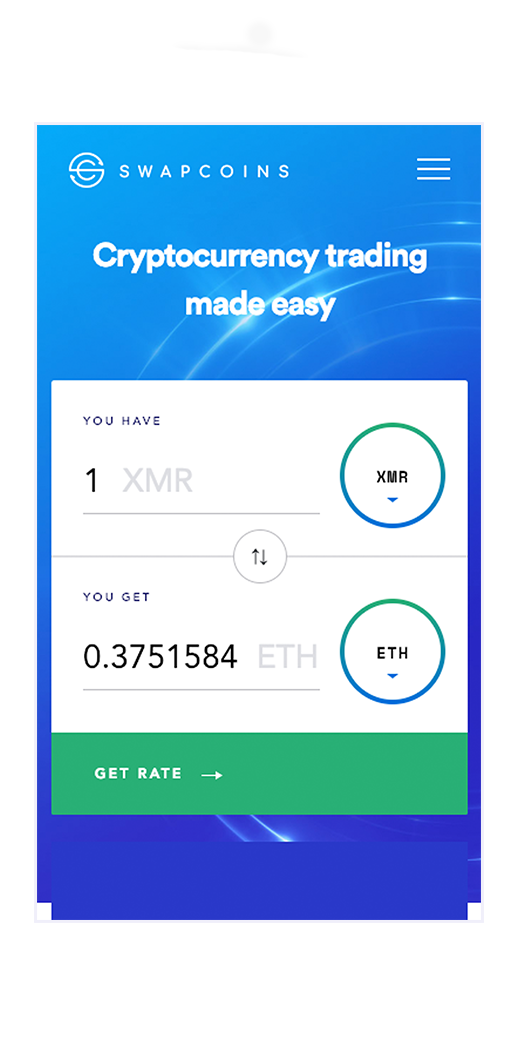 SWAPCOINS
Cryptocurrency trading
made easy
YOU HAVE
1 XMR
XMR
YOU GET
0.3751584 ETH
ETH
GET RATE →